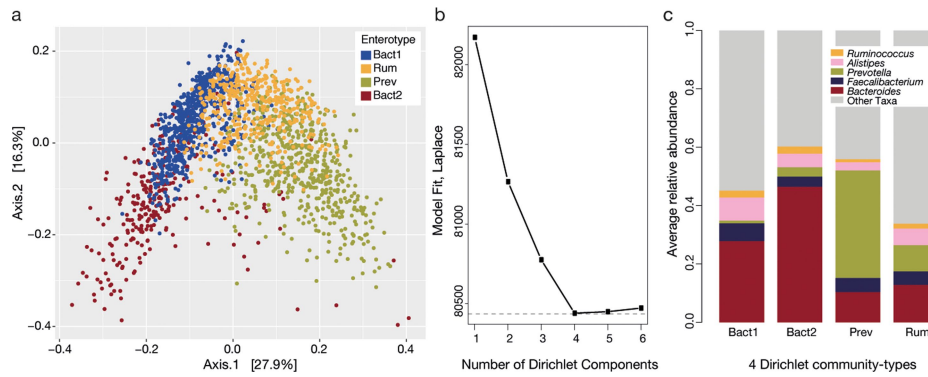 a
Enterotype
Bact1
Rum
Prev
Bact2
0.2
0.0
−0.2
−0.4
Axis.2 [16.3%]
−0.4
−0.2
0.0
0.2
0.4
Axis.1 [27.9%]
b
Model Fit, Laplace
82000
81500
81000
80500
1 2 3 4 5 6
Number of Dirichlet Components
c
Average relative abundance
1.0
0.8
0.6
0.4
0.2
0.0
Ruminococcus
Alistipes
Prevotella
Faecalibacterium
Bacteroides
Other Taxa
Bact1 Bact2 Prev Rum
4 Dirichlet community-types